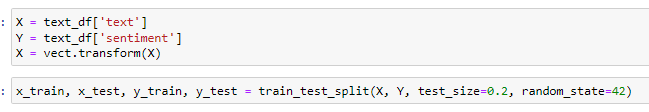 : X = text_df['text']
Y = text_df['sentiment']
X = vect.transform(X)
: x_train, x_test, y_train, y_test = train_test_split(X, Y, test_size=0.2, random_state=42)